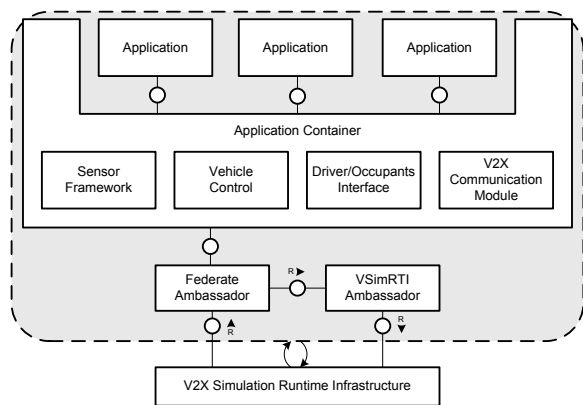 Application
Application
Application
Application Container
Sensor
Framework
Vehicle
Control
Driver/Occupants
Interface
V2X
Communication
Module
Federate
Ambassador
R
VSimRTI
Ambassador
R
R
V2X Simulation Runtime Infrastructure